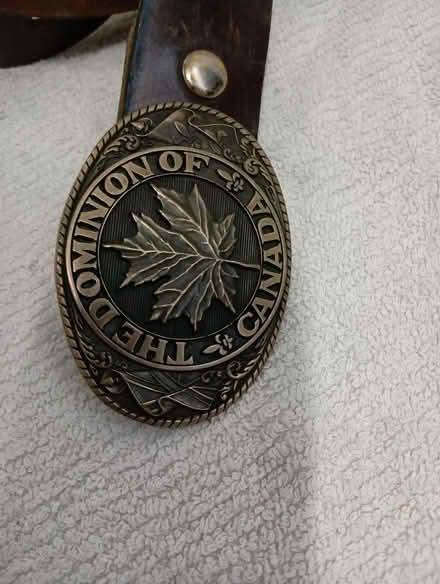 THE DOMINION OF
CANADA